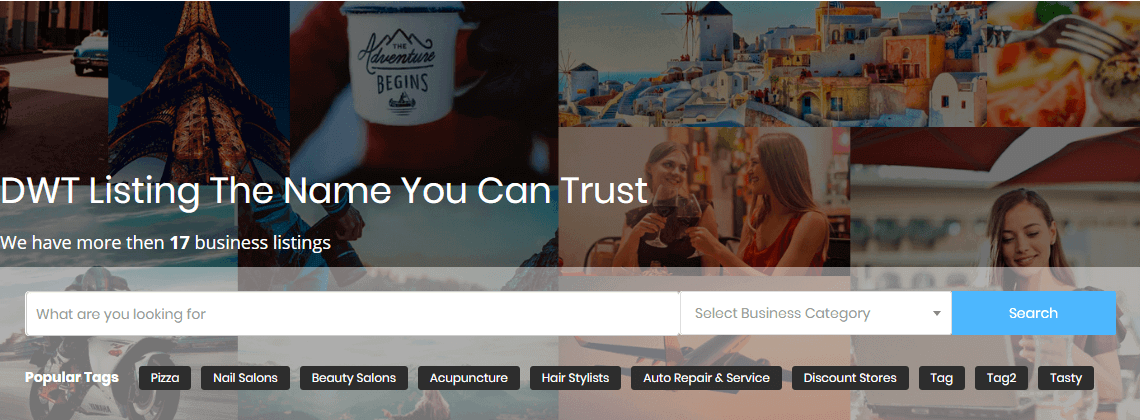 THE
Adventure
BEGINS
DWT Listing The Name You Can Trust
We have more then 17 business listings
What are you looking for Select Business Category Search
Popular Tags Pizza Nail Salons Beauty Salons Acupuncture Hair Stylists Auto Repair & Service Discount Stores Tag Tag2 Tasty
YAMAHA